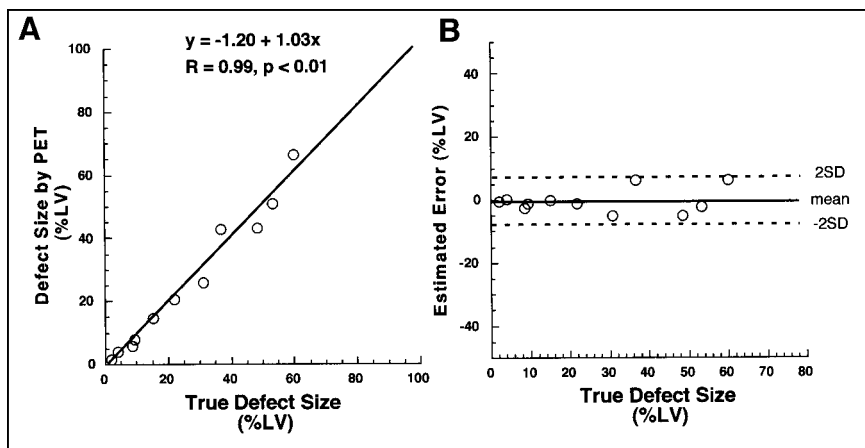 A
y = -1.20 + 1.03x
R = 0.99, p < 0.01
Defect Size by PET
(%LV)
100
80
60
40
20
0
0 20 40 60 80 100
True Defect Size
(%LV)
B
Estimated Error (%LV)
40
20
0
-20
-40
2SD
mean
-2SD
0 10 20 30 40 50 60 70 80
True Defect Size
(%LV)